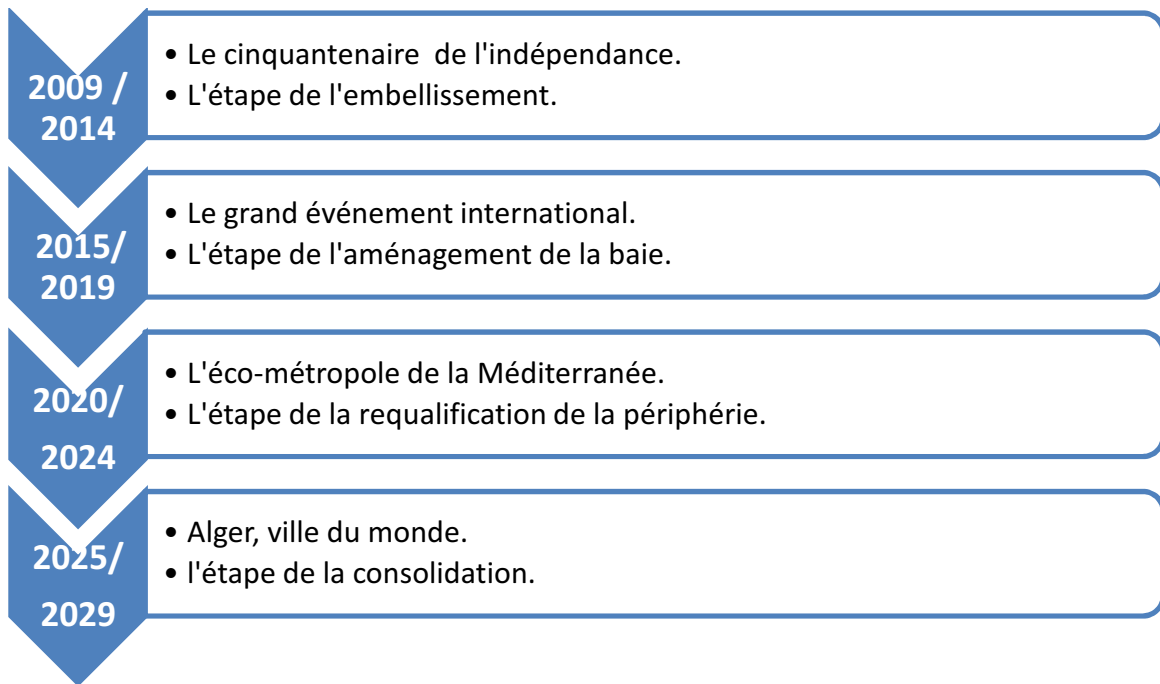 2009 /
2014
• Le cinquantenaire de l'indépendance.
• L'étape de l'embellissement.
2015/
2019
• Le grand événement international.
• L'étape de l'aménagement de la baie.
2020/
2024
• L'éco-métropole de la Méditerranée.
• L'étape de la requalification de la périphérie.
2025/
2029
• Alger, ville du monde.
• l'étape de la consolidation.